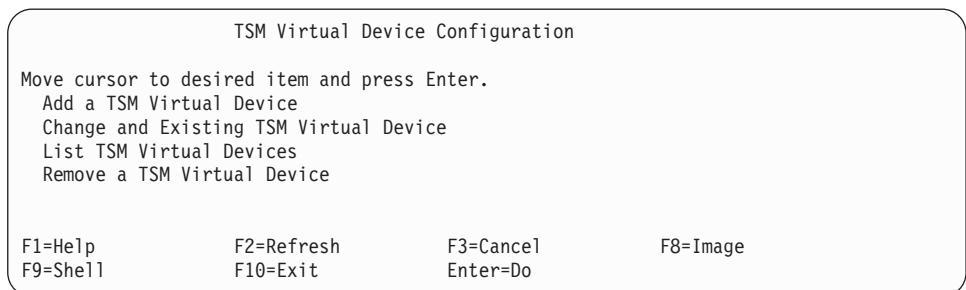 TSM Virtual Device Configuration
Move cursor to desired item and press Enter.
Add a TSM Virtual Device
Change and Existing TSM Virtual Device
List TSM Virtual Devices
Remove a TSM Virtual Device
F1=Help F2=Refresh F3=Cancel F8=Image
F9=Shell F10=Exit Enter=Do